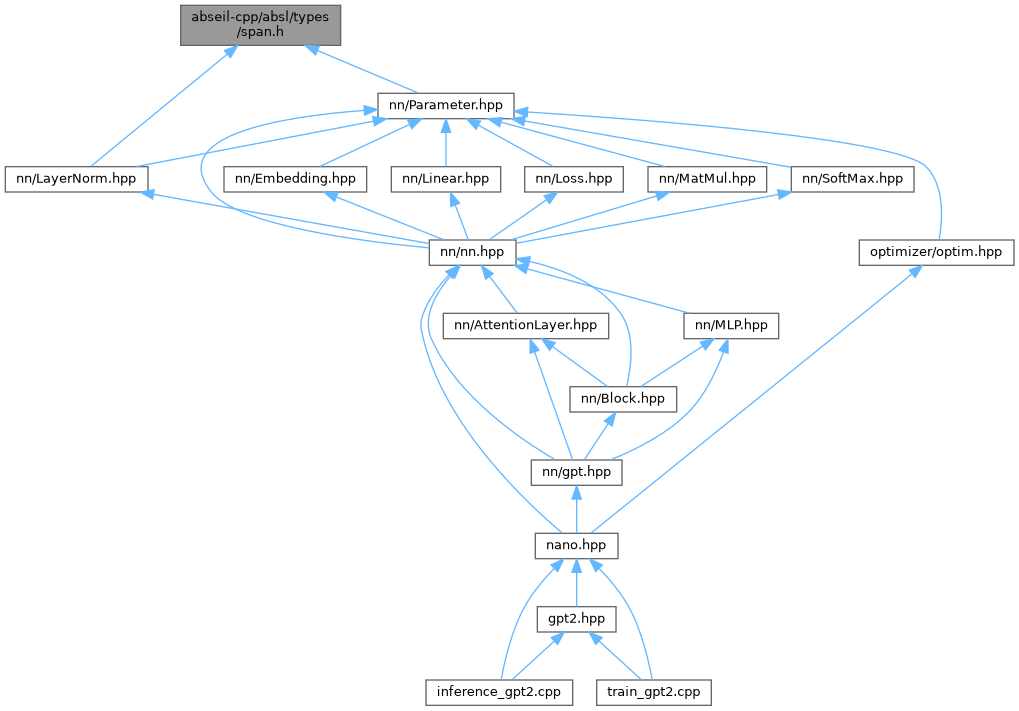 abseil-cpp/absl/types
/span.h
nn/Parameter.hpp
nn/LayerNorm.hpp
nn/Embedding.hpp
nn/Linear.hpp
nn/Loss.hpp
nn/MatMul.hpp
nn/SoftMax.hpp
nn/nn.hpp
optimizer/optim.hpp
nn/AttentionLayer.hpp
nn/MLP.hpp
nn/Block.hpp
nn/gpt.hpp
nano.hpp
gpt2.hpp
inference_gpt2.cpp
train_gpt2.cpp